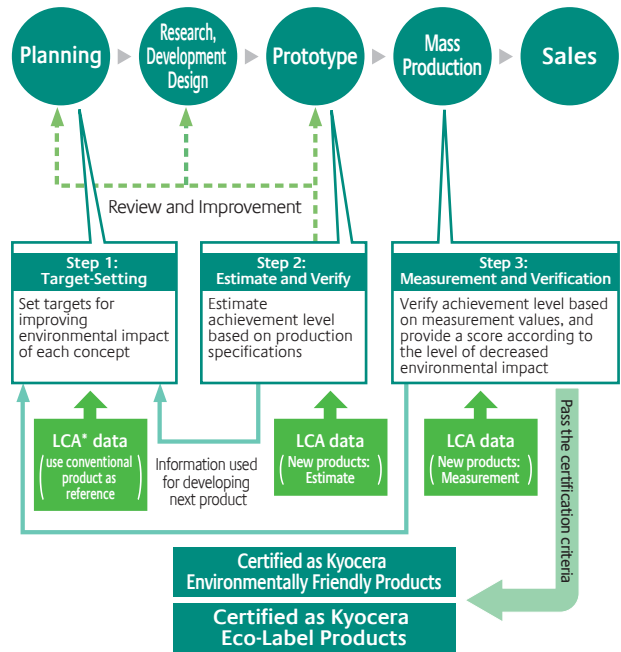 Planning
Research,
Development
Design
Prototype
Mass
Production
Sales
Review and Improvement
Step 1:
Target-Setting
Set targets for
improving
environmental impact
of each concept
Step 2:
Estimate and Verify
Estimate
achievement level
based on production
specifications
Step 3:
Measurement and Verification
Verify achievement level based
on measurement values, and
provide a score according to
the level of decreased
environmental impact
LCA* data
(use conventional
product as
reference)
Information used
for developing
next product
LCA data
(New products:
Estimate)
LCA data
(New products:
Measurement)
Pass the certification criteria
Certified as Kyocera
Environmentally Friendly Products
Certified as Kyocera
Eco-Label Products